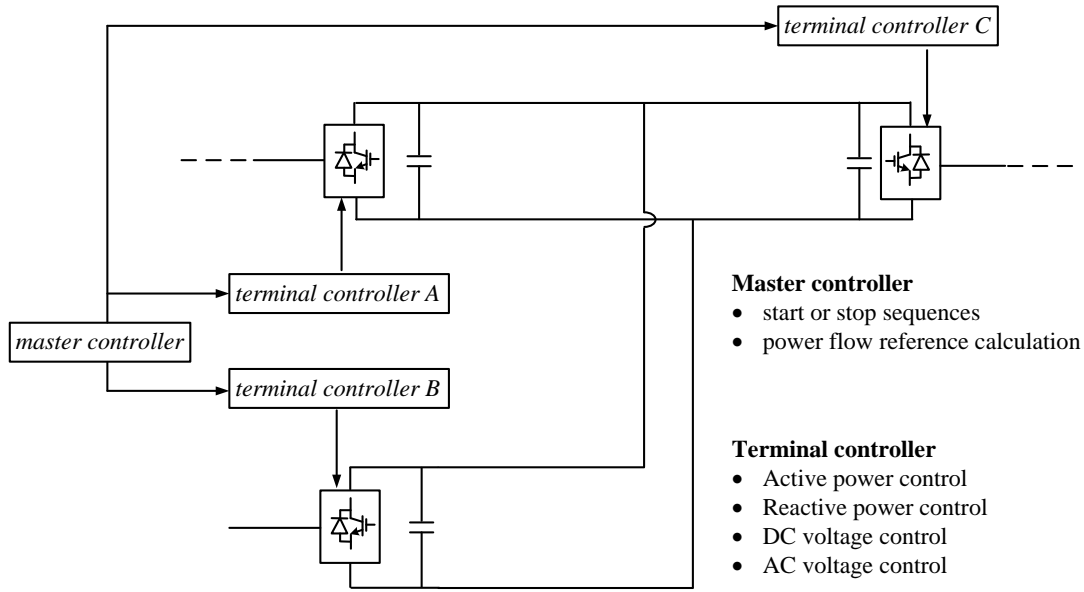 terminal controller C
terminal controller A
master controller
terminal controller B
Master controller
• start or stop sequences
• power flow reference calculation
Terminal controller
• Active power control
• Reactive power control
• DC voltage control
• AC voltage control